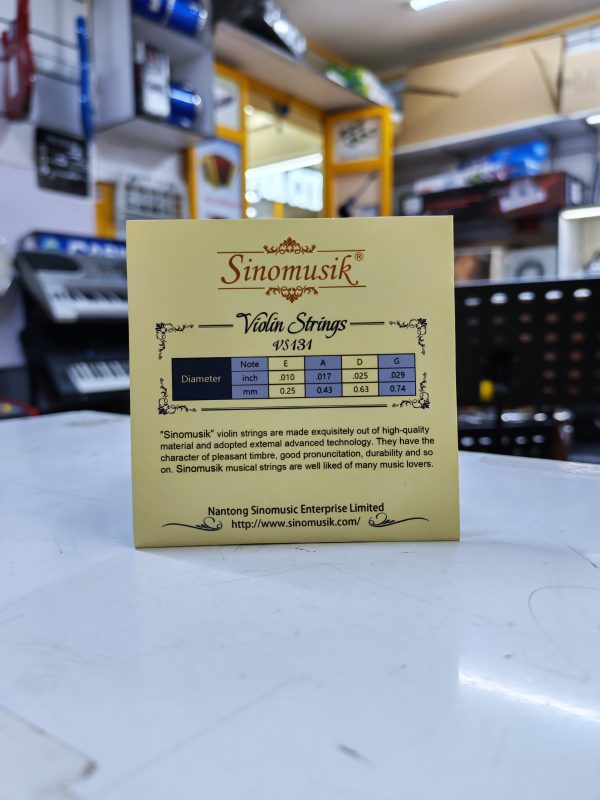 Sinomusik®
Violin Strings
VS131
Diameter Note E A D G
inch .010 .017 .025 .029
mm 0.25 0.43 0.63 0.74
"Sinomusik" violin strings are made exquisitely out of high-quality
material and adopted extemal advanced technology. They have the
character of pleasant timbre, good pronuncitation, durability and so
on. Sinomusik musical strings are well liked of many music lovers.
Nantong Sinomusic Enterprise Limited
http://www.sinomusik.com/